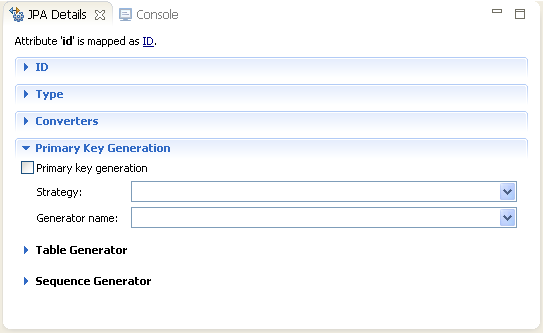 JPA Details Console
Attribute 'id' is mapped as ID.
ID
Type
Converters
Primary Key Generation
Primary key generation
Strategy:
Generator name:
Table Generator
Sequence Generator